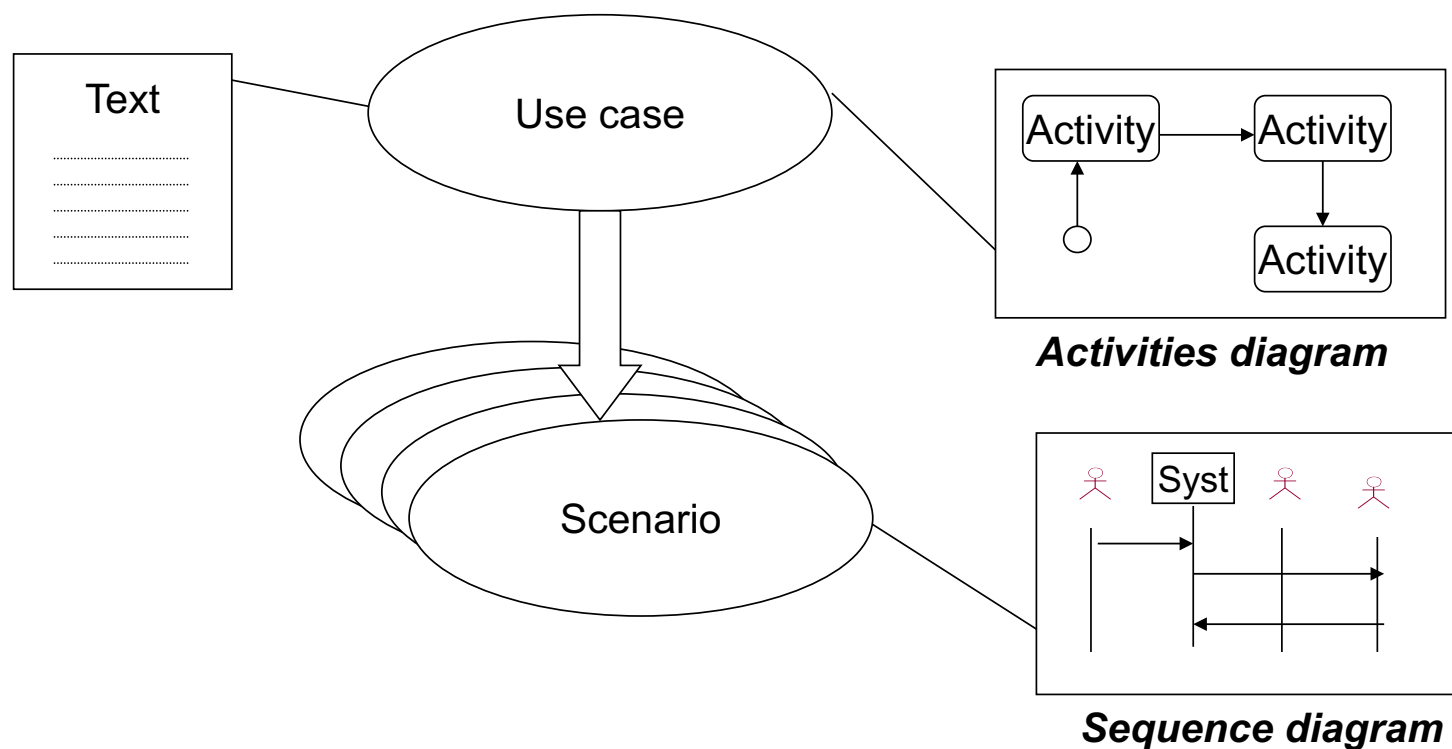 Text
Use case
Activity
Activity
Activity
Activities diagram
Scenario
Syst
Sequence diagram